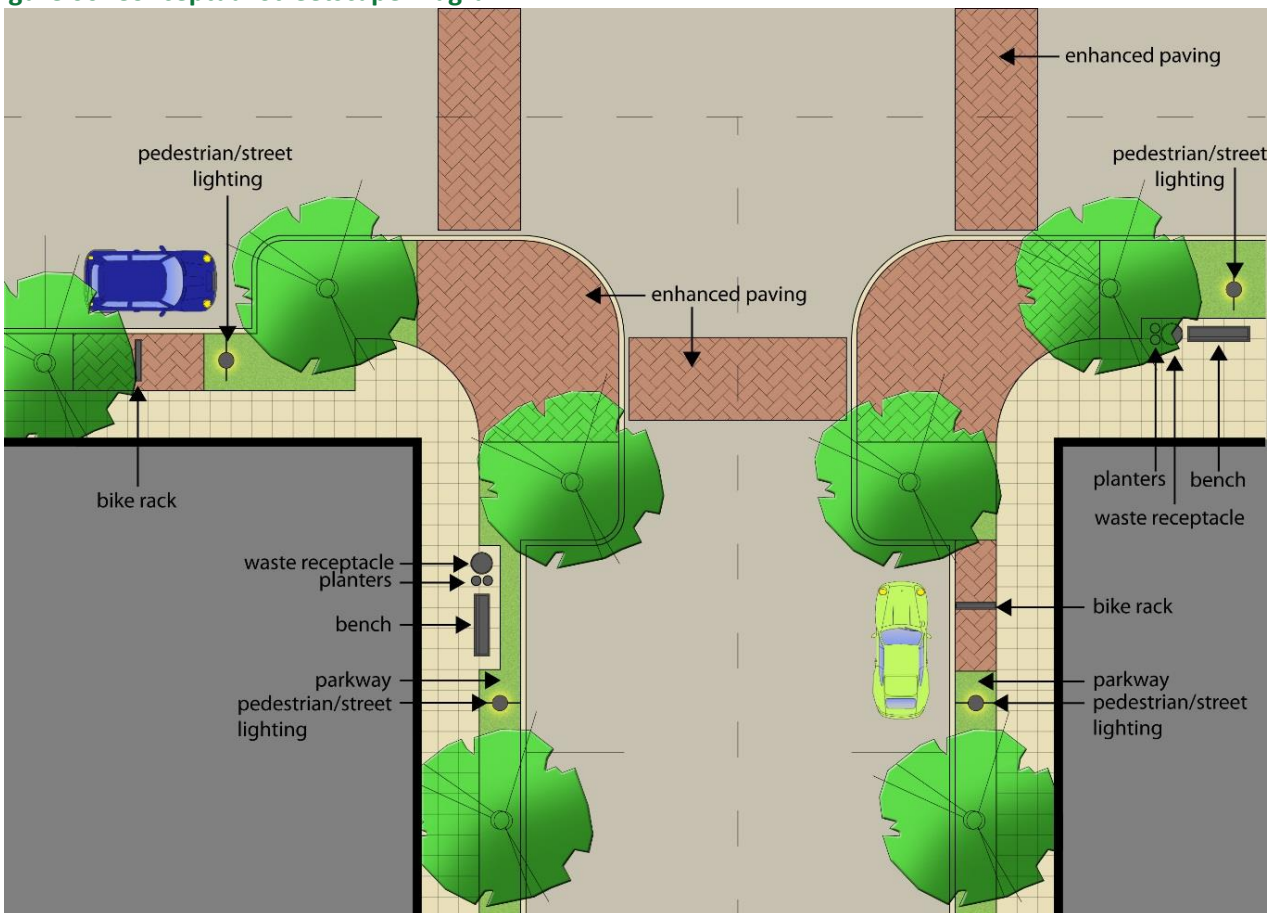 enhanced paving
pedestrian/street
lighting
pedestrian/street
lighting
enhanced paving
bike rack
planters
bench
waste receptacle
waste receptacle
planters
bench
bike rack
parkway
pedestrian/street
lighting
parkway
pedestrian/street
lighting